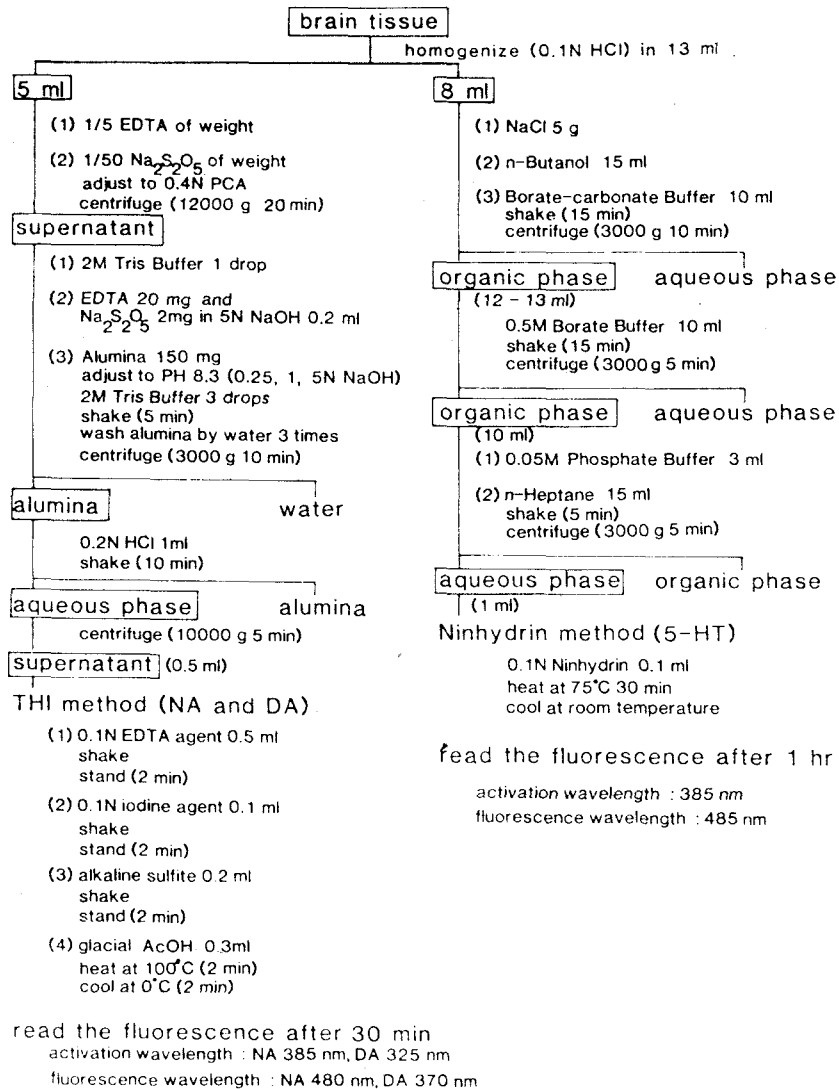 brain tissue
homogenize (0.1N HCl) in 13 ml
5 ml
(1) 1/5 EDTA of weight
(2) 1/50 Na2S2O5 of weight
adjust to 0.4N PCA
centrifuge (12000 g 20 min)
supernatant
(1) 2M Tris Buffer 1 drop
(2) EDTA 20 mg and
Na2S2O5 2mg in 5N NaOH 0.2 ml
(3) Alumina 150 mg
adjust to PH 8.3 (0.25, 1, 5N NaOH)
2M Tris Buffer 3 drops
shake (5 min)
wash alumina by water 3 times
centrifuge (3000 g 10 min)
alumina water
0.2N HCl 1ml
shake (10 min)
aqueous phase alumina
centrifuge (10000 g 5 min)
supernatant (0.5 ml)
THI method (NA and DA)
(1) 0.1N EDTA agent 0.5 ml
shake
stand (2 min)
(2) 0.1N iodine agent 0.1 ml
shake
stand (2 min)
(3) alkaline sulfite 0.2 ml
shake
stand (2 min)
(4) glacial AcOH 0.3ml
heat at 100°C (2 min)
cool at 0°C (2 min)
read the fluorescence after 30 min
activation wavelength : NA 385 nm, DA 325 nm
fluorescence wavelength : NA 480 nm, DA 370 nm
8 ml
(1) NaCl 5 g
(2) n-Butanol 15 ml
(3) Borate-carbonate Buffer 10 ml
shake (15 min)
centrifuge (3000 g 10 min)
organic phase aqueous phase
(12 - 13 ml)
0.5M Borate Buffer 10 ml
shake (15 min)
centrifuge (3000 g 5 min)
organic phase aqueous phase
(10 ml)
(1) 0.05M Phosphate Buffer 3 ml
(2) n-Heptane 15 ml
shake (5 min)
centrifuge (3000 g 5 min)
aqueous phase organic phase
(1 ml)
Ninhydrin method (5-HT)
0.1N Ninhydrin 0.1 ml
heat at 75°C 30 min
cool at room temperature
read the fluorescence after 1 hr
activation wavelength : 385 nm
fluorescence wavelength : 485 nm